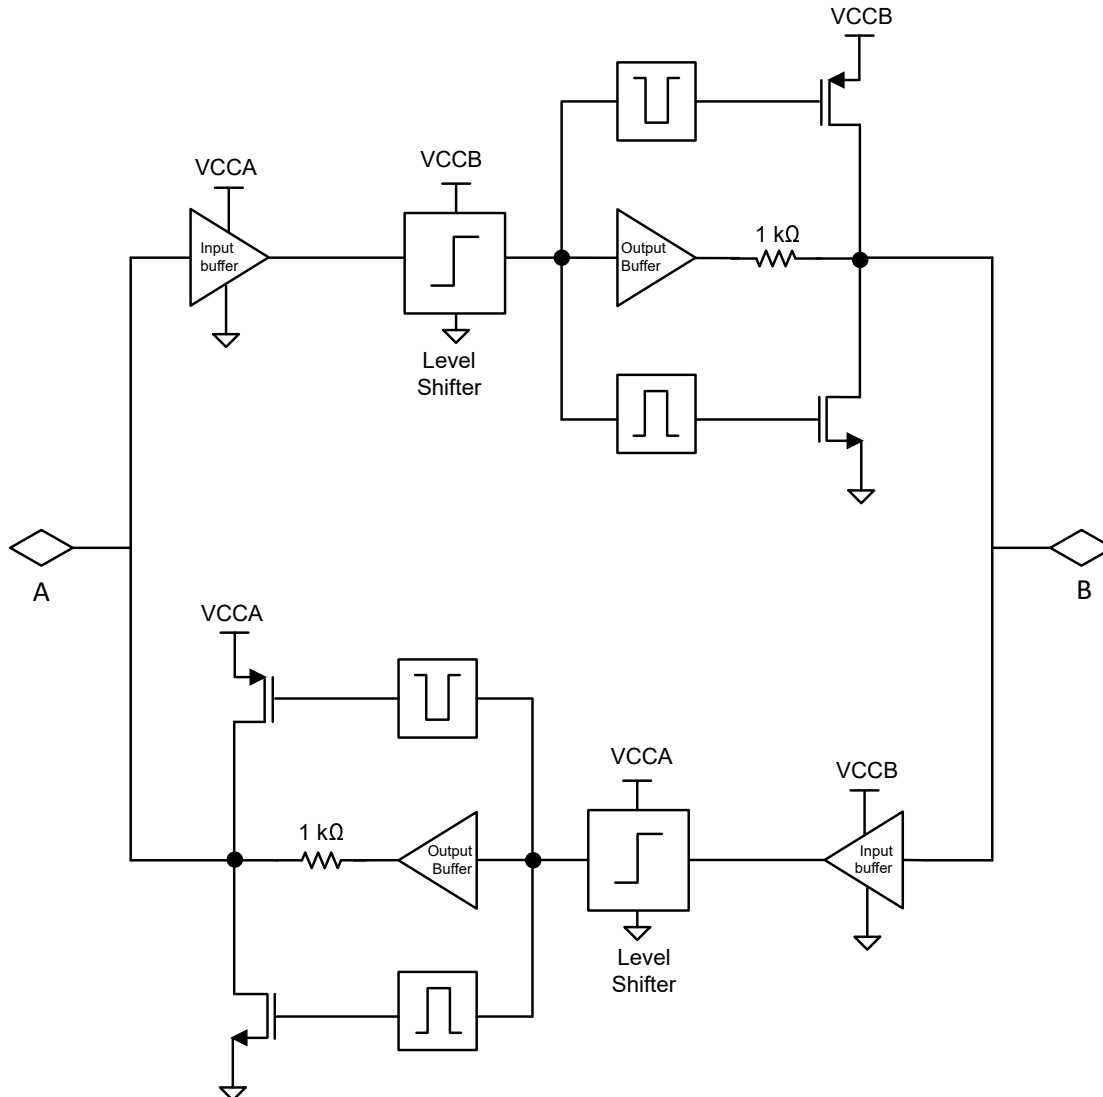 VCCB
VCCA
VCCB
Input
buffer
Output
Buffer
1 kΩ
Level
Shifter
A
B
VCCA
VCCA
VCCB
1 kΩ
Output
Buffer
Input
buffer
Level
Shifter